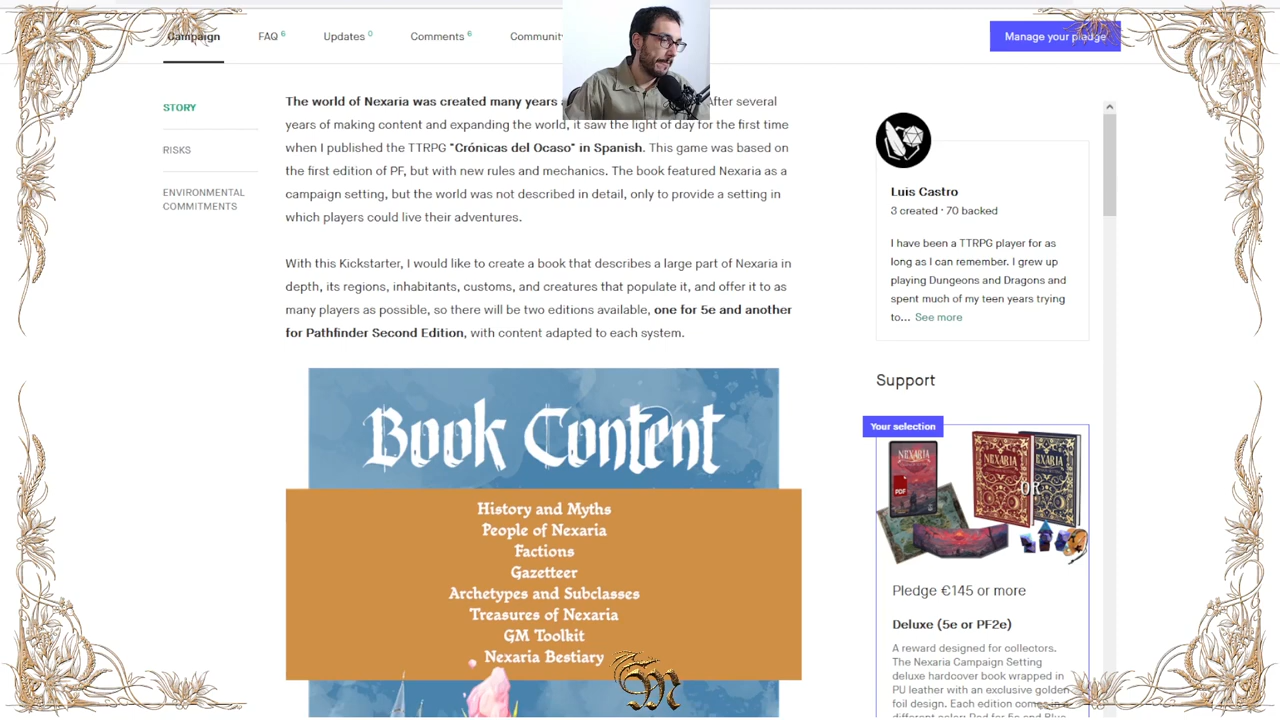 Campaign
FAQ 6
Updates 0
Comments 6
Community
Manage your pledge
STORY
RISKS
ENVIRONMENTAL
COMMITMENTS
The world of Nexaria was created many years After several
years of making content and expanding the world, it saw the light of day for the first time
when I published the TTRPG "Crónicas del Ocaso" in Spanish. This game was based on
the first edition of PF, but with new rules and mechanics. The book featured Nexaria as a
campaign setting, but the world was not described in detail, only to provide a setting in
which players could live their adventures.
With this Kickstarter, I would like to create a book that describes a large part of Nexaria in
depth, its regions, inhabitants, customs, and creatures that populate it, and offer it to as
many players as possible, so there will be two editions available, one for 5e and another
for Pathfinder Second Edition, with content adapted to each system.
Book Content
History and Myths
People of Nexaria
Factions
Gazetteer
Archetypes and Subclasses
Treasures of Nexaria
GM Toolkit
Nexaria Bestiary
Luis Castro
3 created · 70 backed
I have been a TTRPG player for as
long as I can remember. I grew up
playing Dungeons and Dragons and
spent much of my teen years trying
to... See more
Support
Your selection
NEXARIA
PDF
NEXARIA
OR
NEXARIA
Pledge €145 or more
Deluxe (5e or PF2e)
A reward designed for collectors.
The Nexaria Campaign Setting
deluxe hardcover book wrapped in
PU leather with an exclusive golden
foil design. Each edition comes in